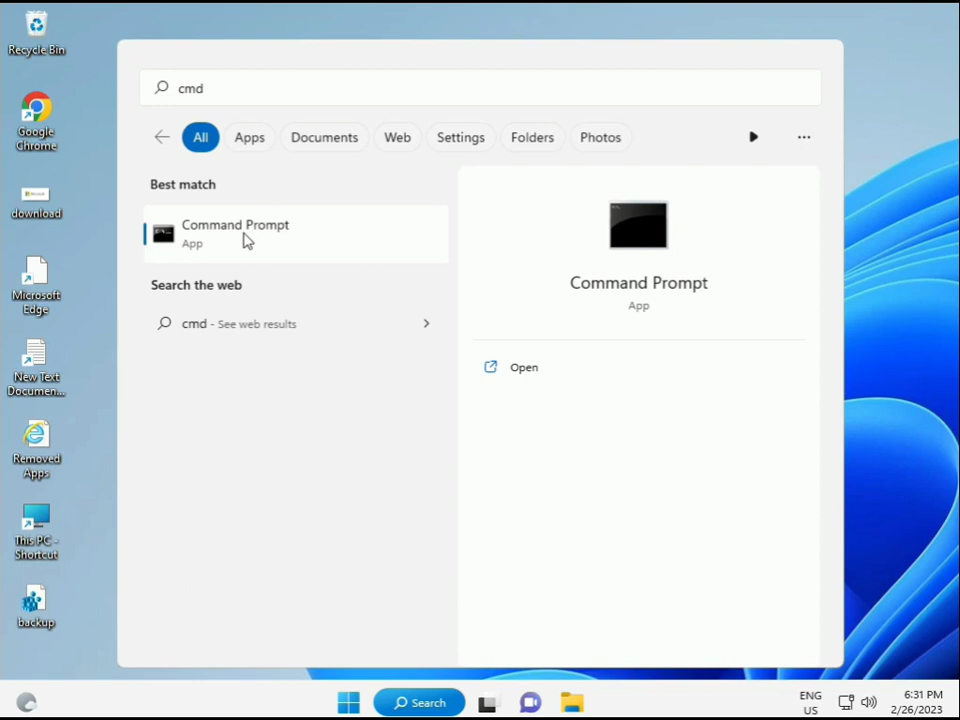 Recycle Bin
Google
Chrome
download
Microsoft
Edge
New Text
Documen...
Removed
Apps
This PC -
Shortcut
backup
cmd
All
Apps
Documents
Web
Settings
Folders
Photos
Best match
Command Prompt
App
Search the web
cmd - See web results
Command Prompt
App
Open
Search
ENG
US
6:31 PM
2/26/2023